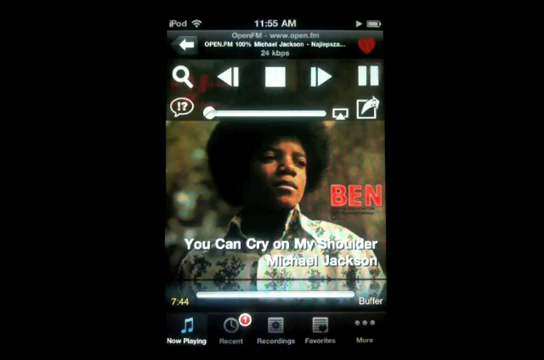 iPod 11:55 AM
OpenFM - www.open.fm
OPEN.FM 100% Michael Jackson - Najlepsza...
24 kbps
!?
BEN
You Can Cry on My Shoulder
Michael Jackson
7:44 Buffer
1
Now Playing Recent Recordings Favorites More